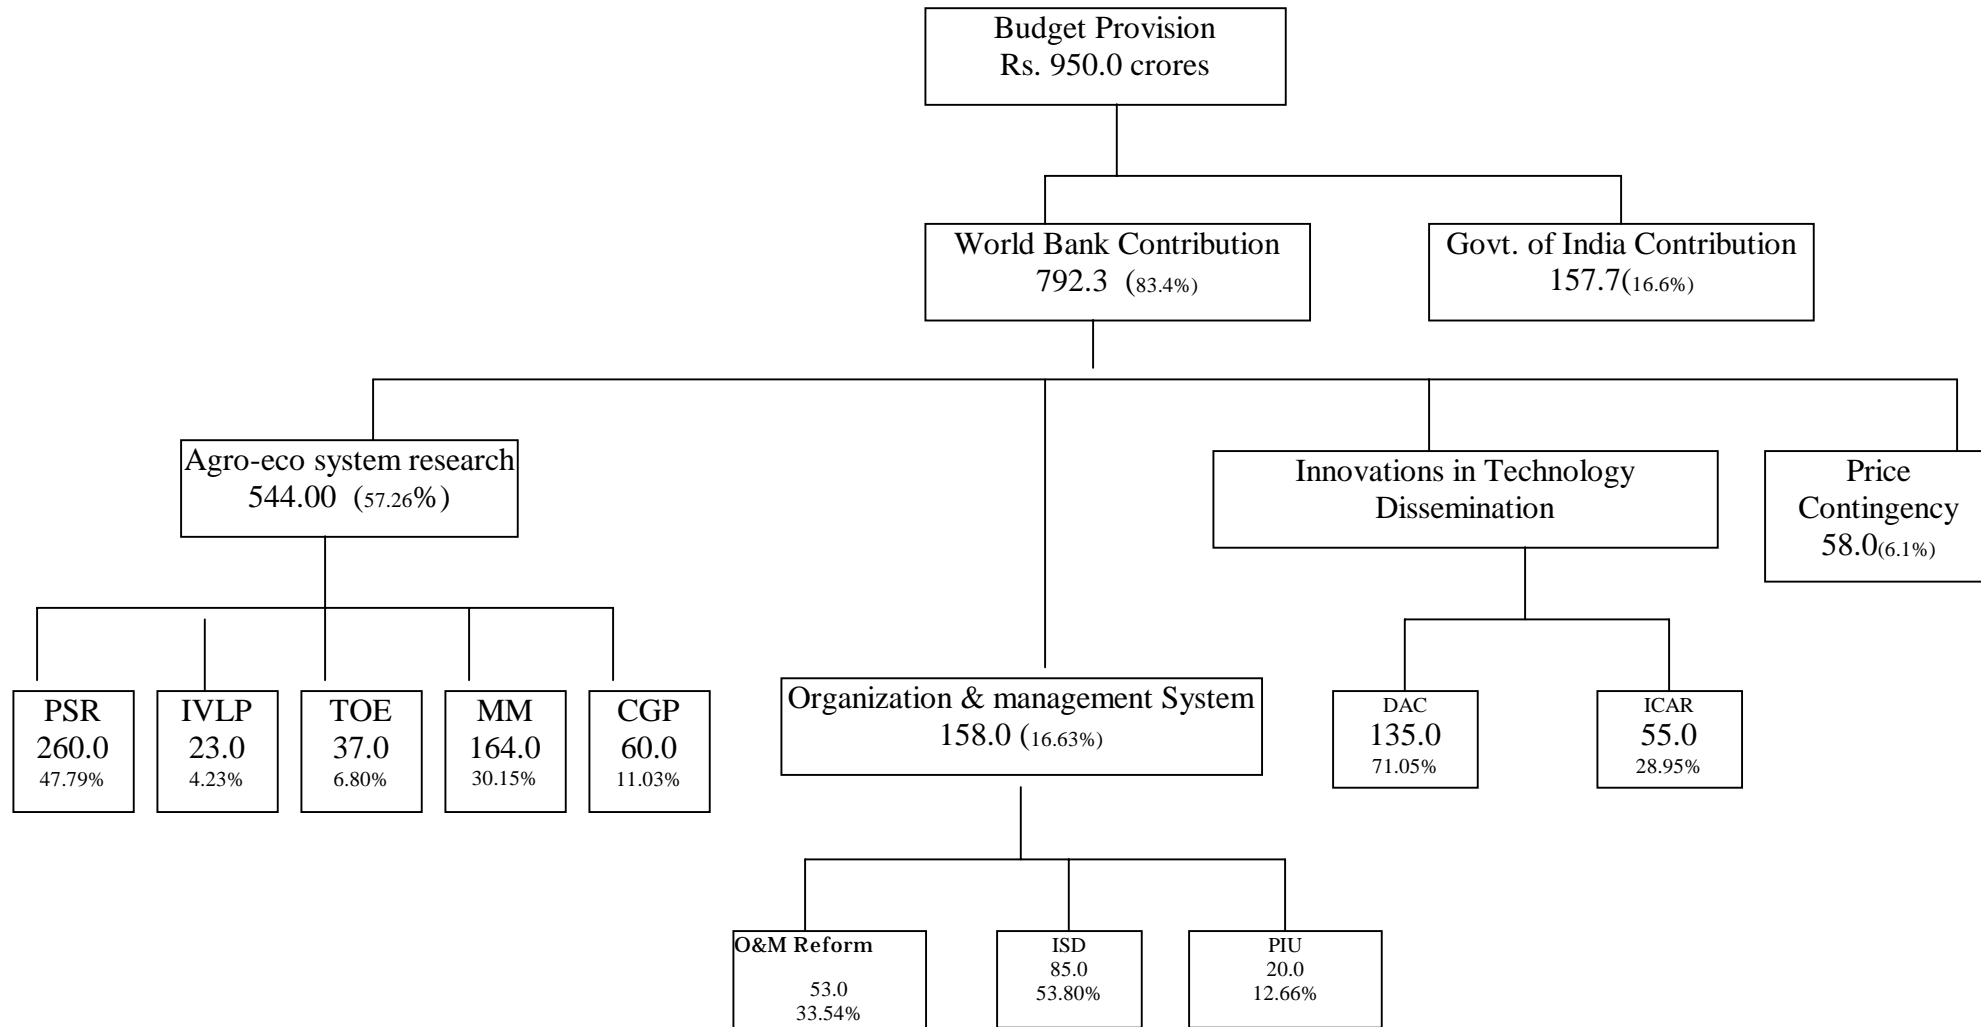 Budget Provision
Rs. 950.0 crores
World Bank Contribution
792.3 (83.4%)
Govt. of India Contribution
157.7(16.6%)
Agro-eco system research
544.00 (57.26%)
Innovations in Technology
Dissemination
Price
Contingency
58.0(6.1%)
PSR
260.0
47.79%
IVLP
23.0
4.23%
TOE
37.0
6.80%
MM
164.0
30.15%
CGP
60.0
11.03%
Organization & management System
158.0 (16.63%)
DAC
135.0
71.05%
ICAR
55.0
28.95%
O&M Reform
53.0
33.54%
ISD
85.0
53.80%
PIU
20.0
12.66%